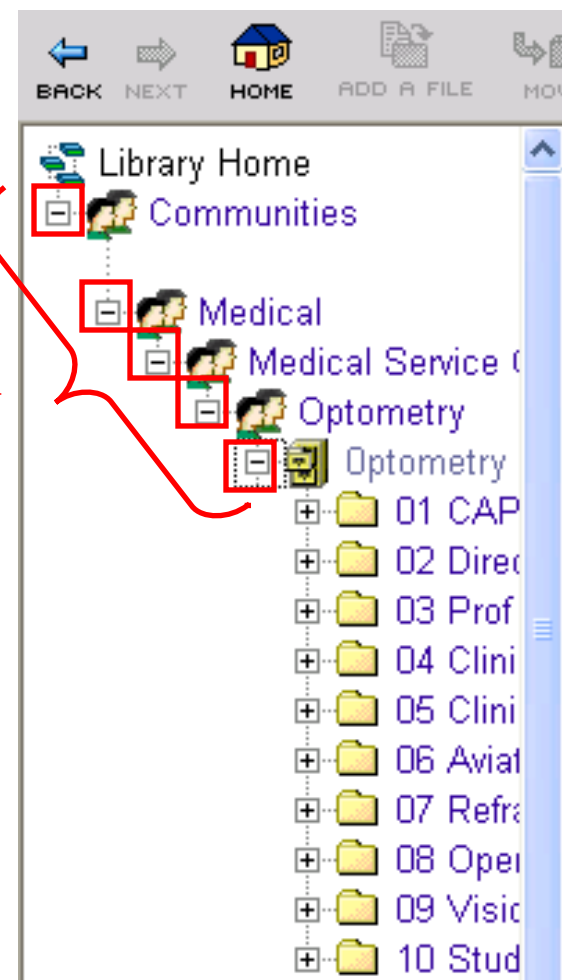 BACK NEXT HOME ADD A FILE MOV
Library Home
Communities
Medical
Medical Service
Optometry
Optometry
01 CAP
02 Direc
03 Prof
04 Clini
05 Clini
06 Aviat
07 Refra
08 Oper
09 Visio
10 Stud